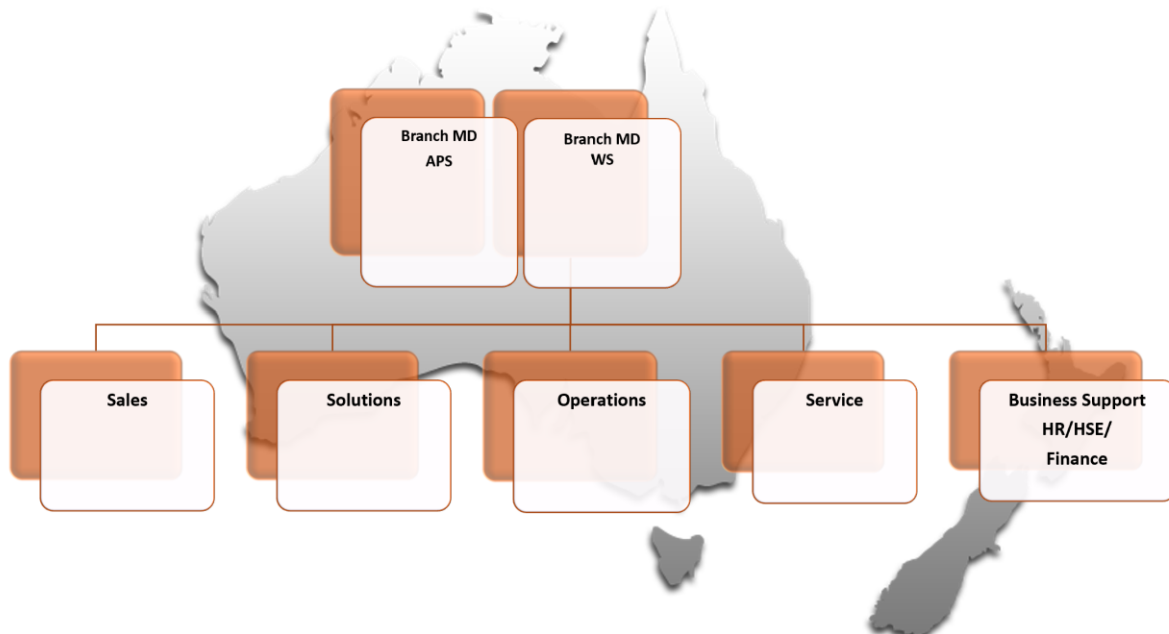 Branch MD
APS
Branch MD
WS
Sales
Solutions
Operations
Service
Business Support
HR/HSE/
Finance